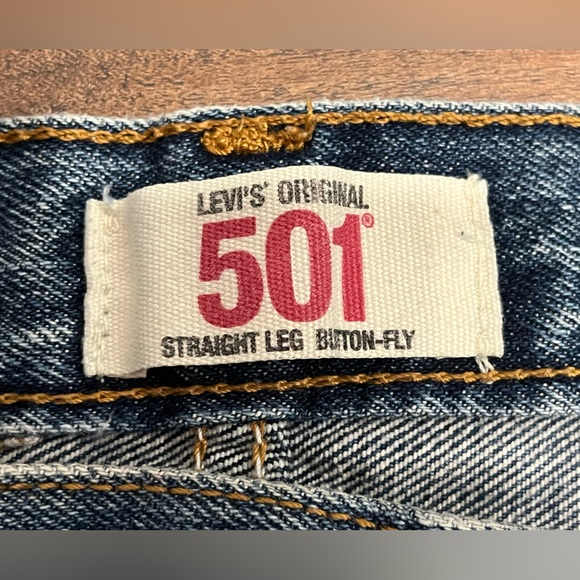 LEVI'S' ORIGINAL
501®
STRAIGHT LEG BUTTON-FLY